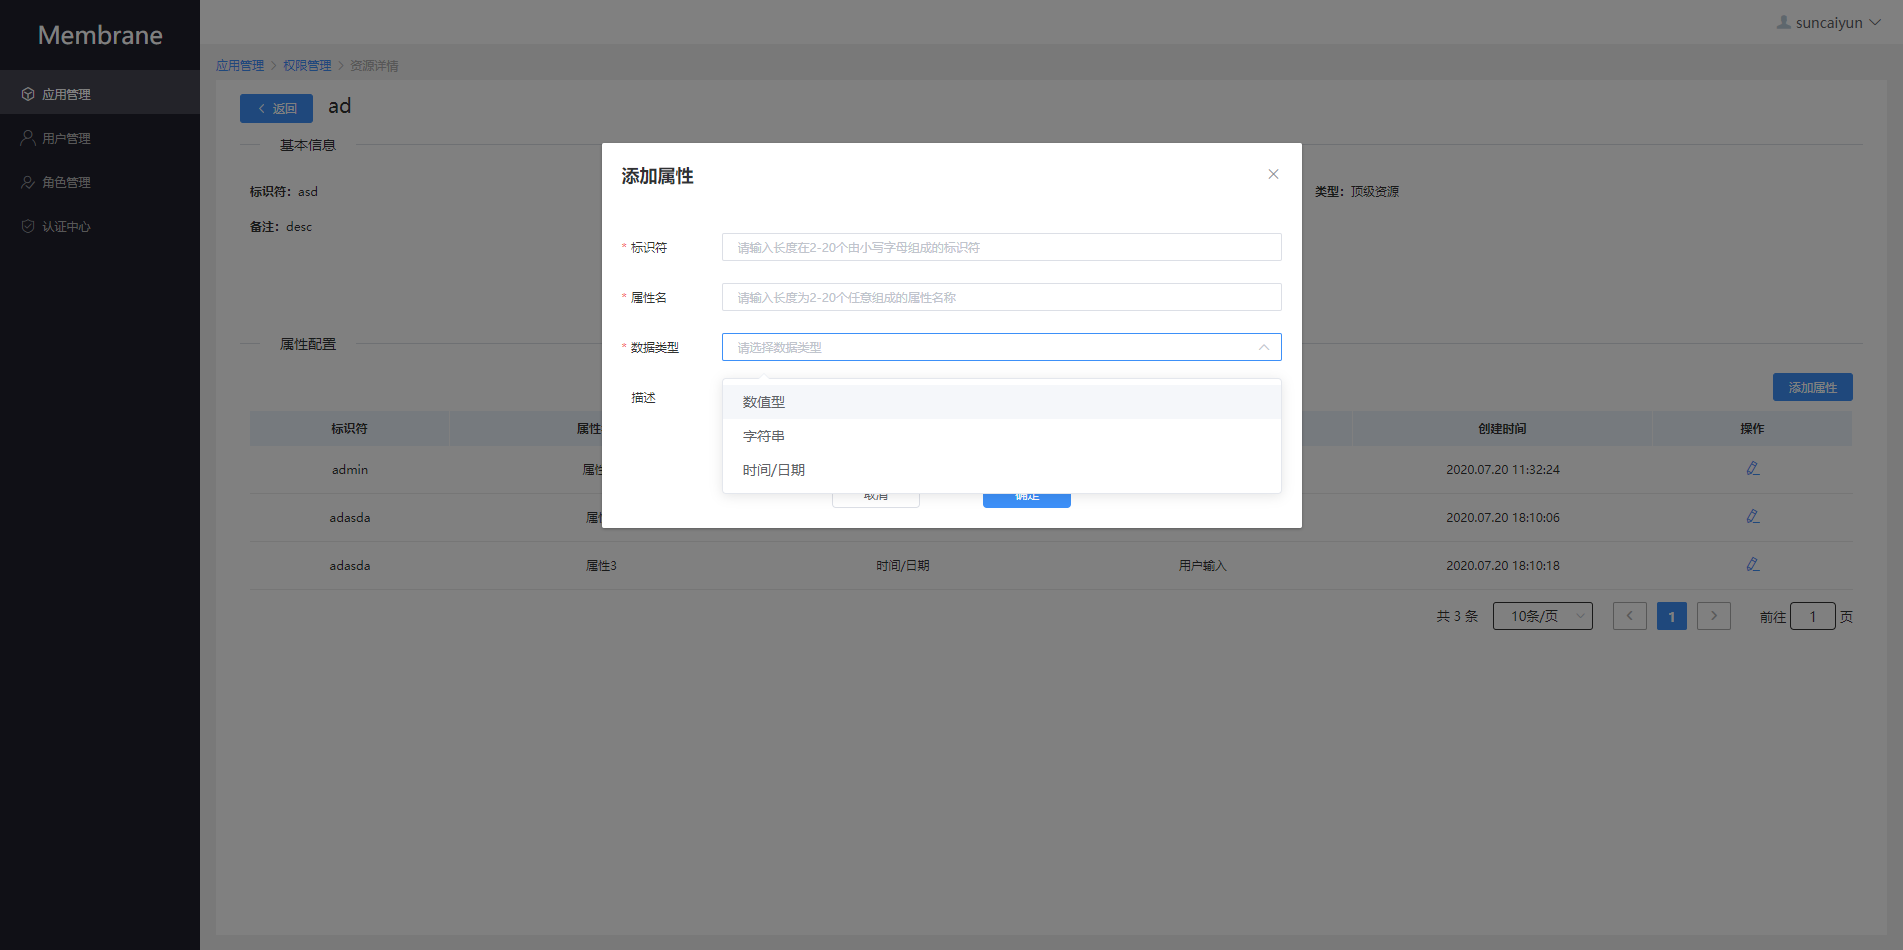 Membrane
suncaiyun
应用管理
用户管理
角色管理
认证中心
应用管理 > 权限管理 > 资源详情
返回 ad
基本信息
标识符：asd
类型：顶级资源
备注：desc
属性配置
添加属性
标识符 属性 创建时间 操作
admin 属性 2020.07.20 11:32:24
adasda 属 2020.07.20 18:10:06
adasda 属性3 时间/日期 用户输入 2020.07.20 18:10:18
共 3 条 10条/页 1 前往 1 页
添加属性
* 标识符 请输入长度在2-20个由小写字母组成的标识符
* 属性名 请输入长度为2-20个任意组成的属性名称
* 数据类型 请选择数据类型
描述
数值型
字符串
时间/日期
取消 确定